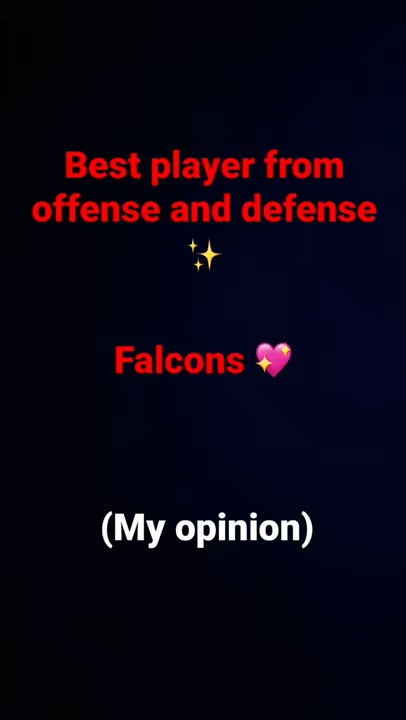 Best player from
offense and defense
✨
Falcons 💖
(My opinion)